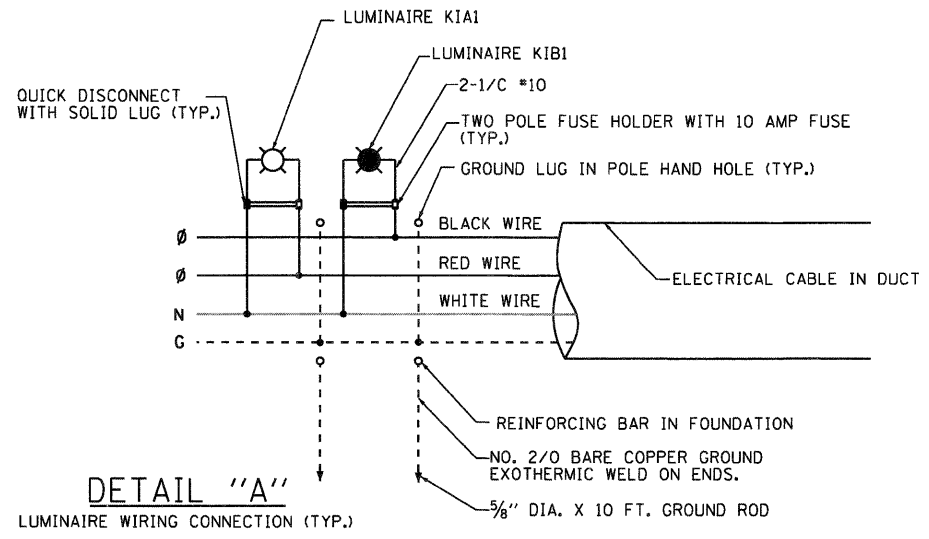 LUMINAIRE KIA1
LUMINAIRE KIB1
2-1/C #10
QUICK DISCONNECT
WITH SOLID LUG (TYP.)
TWO POLE FUSE HOLDER WITH 10 AMP FUSE
(TYP.)
GROUND LUG IN POLE HAND HOLE (TYP.)
BLACK WIRE
Ø
RED WIRE
Ø
ELECTRICAL CABLE IN DUCT
WHITE WIRE
N
G
REINFORCING BAR IN FOUNDATION
NO. 2/0 BARE COPPER GROUND
EXOTHERMIC WELD ON ENDS.
5/8" DIA. X 10 FT. GROUND ROD
DETAIL "A"
LUMINAIRE WIRING CONNECTION (TYP.)